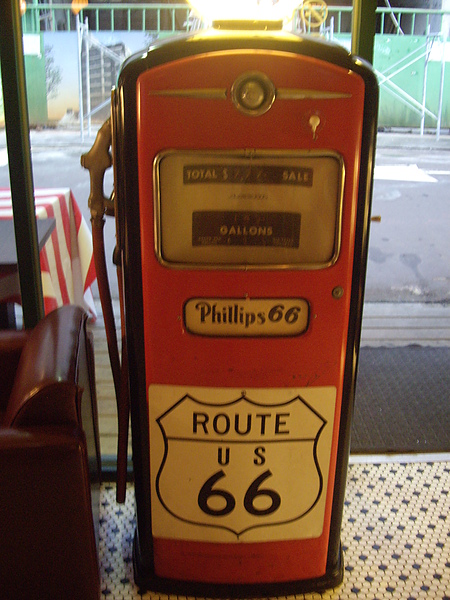 TOTAL $ SALE
GALLONS
Phillips 66
ROUTE
U S
66